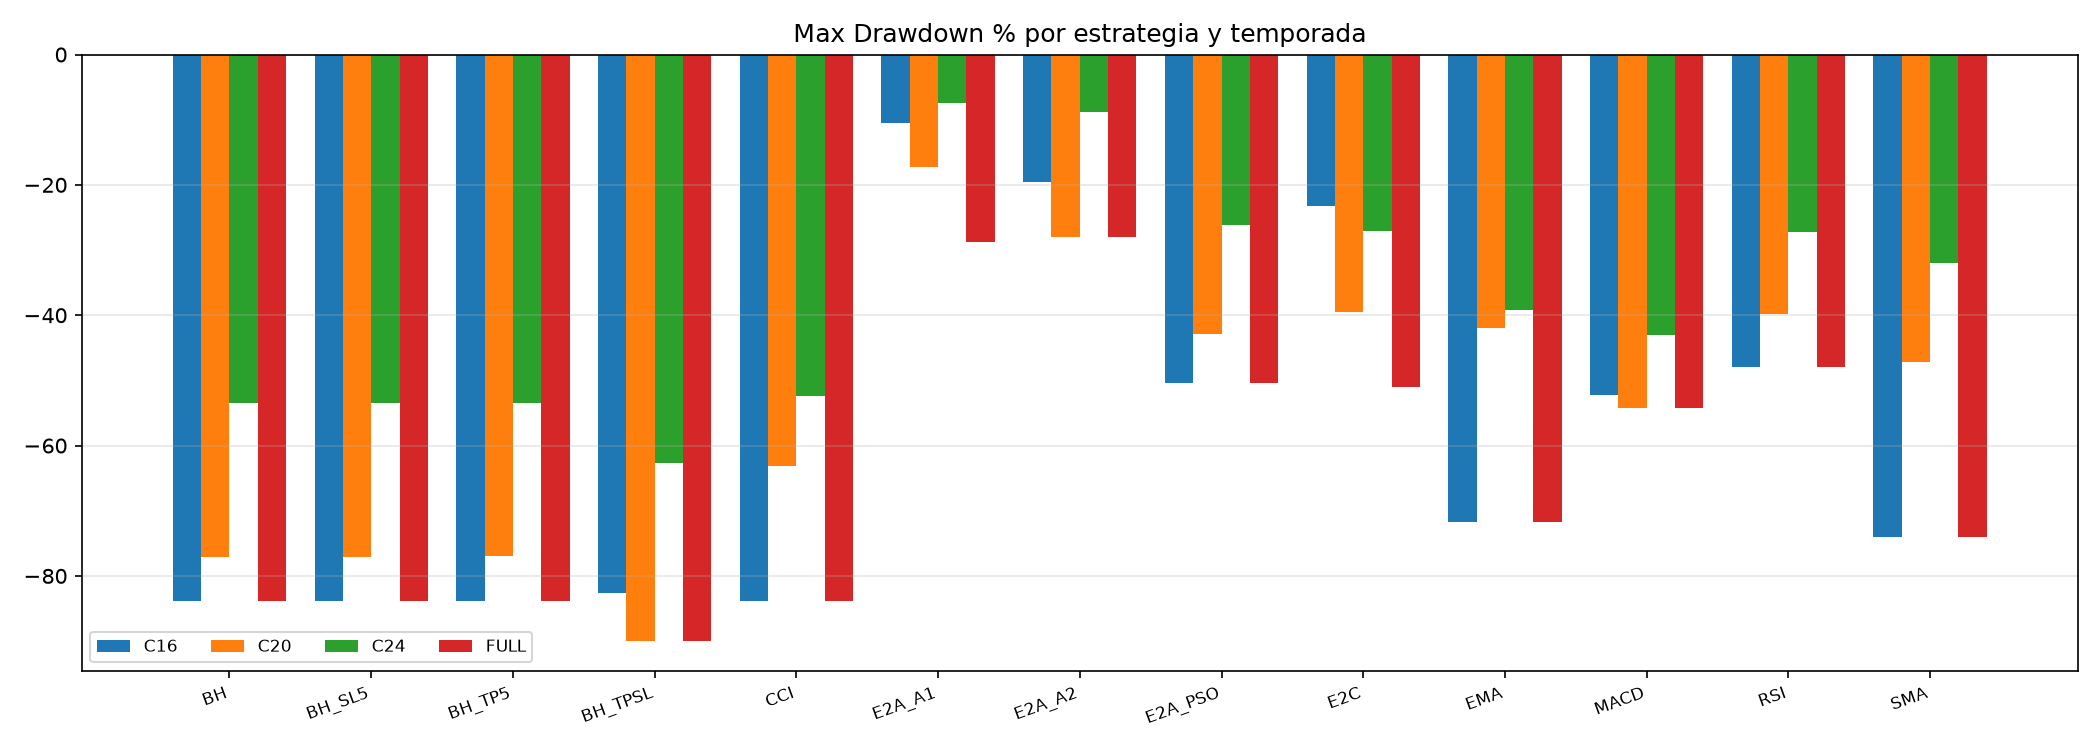 Max Drawdown % por estrategia y temporada
0
−20
−40
−60
−80
C16 C20 C24 FULL
BH BH_SL5 BH_TP5 BH_TPSL CCI E2A_A1 E2A_A2 E2A_PSO E2C EMA MACD RSI SMA